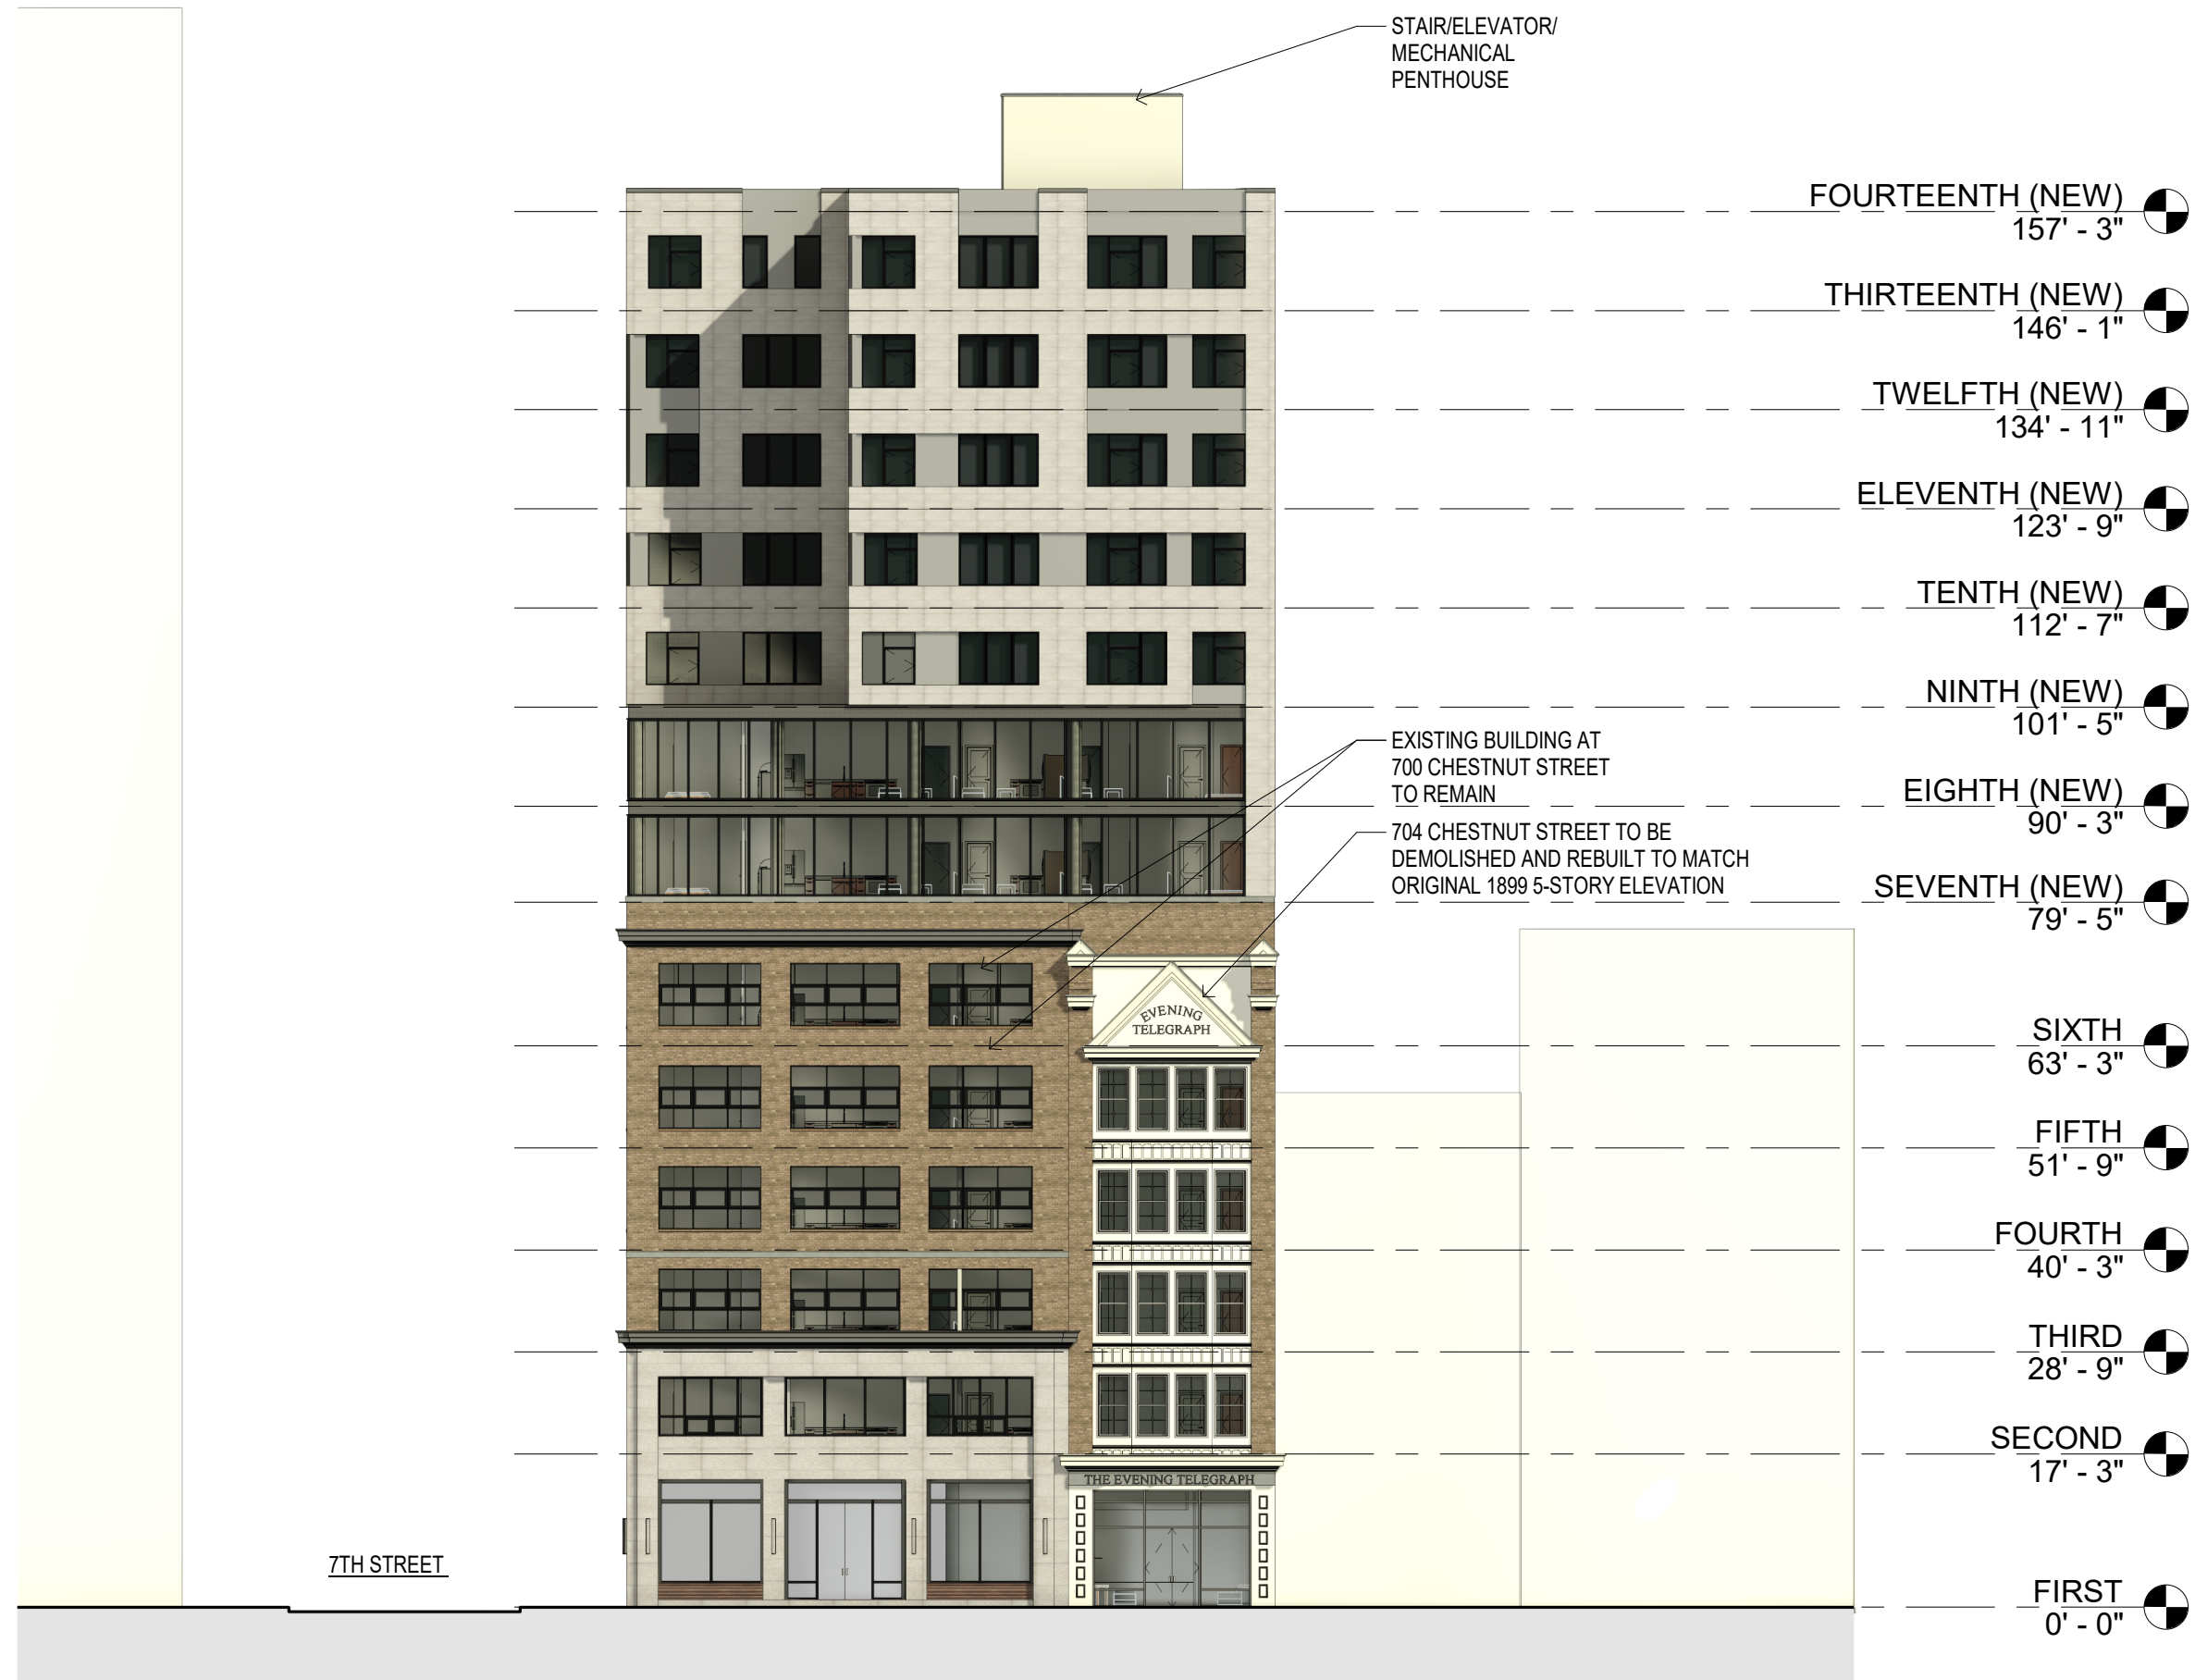 STAIR/ELEVATOR/
MECHANICAL
PENTHOUSE
FOURTEENTH (NEW)
157' - 3"
THIRTEENTH (NEW)
146' - 1"
TWELFTH (NEW)
134' - 11"
ELEVENTH (NEW)
123' - 9"
TENTH (NEW)
112' - 7"
NINTH (NEW)
101' - 5"
EXISTING BUILDING AT
700 CHESTNUT STREET
TO REMAIN
EIGHTH (NEW)
90' - 3"
704 CHESTNUT STREET TO BE
DEMOLISHED AND REBUILT TO MATCH
ORIGINAL 1899 5-STORY ELEVATION
SEVENTH (NEW)
79' - 5"
EVENING
TELEGRAPH
SIXTH
63' - 3"
FIFTH
51' - 9"
FOURTH
40' - 3"
THIRD
28' - 9"
SECOND
17' - 3"
THE EVENING TELEGRAPH
7TH STREET
FIRST
0' - 0"